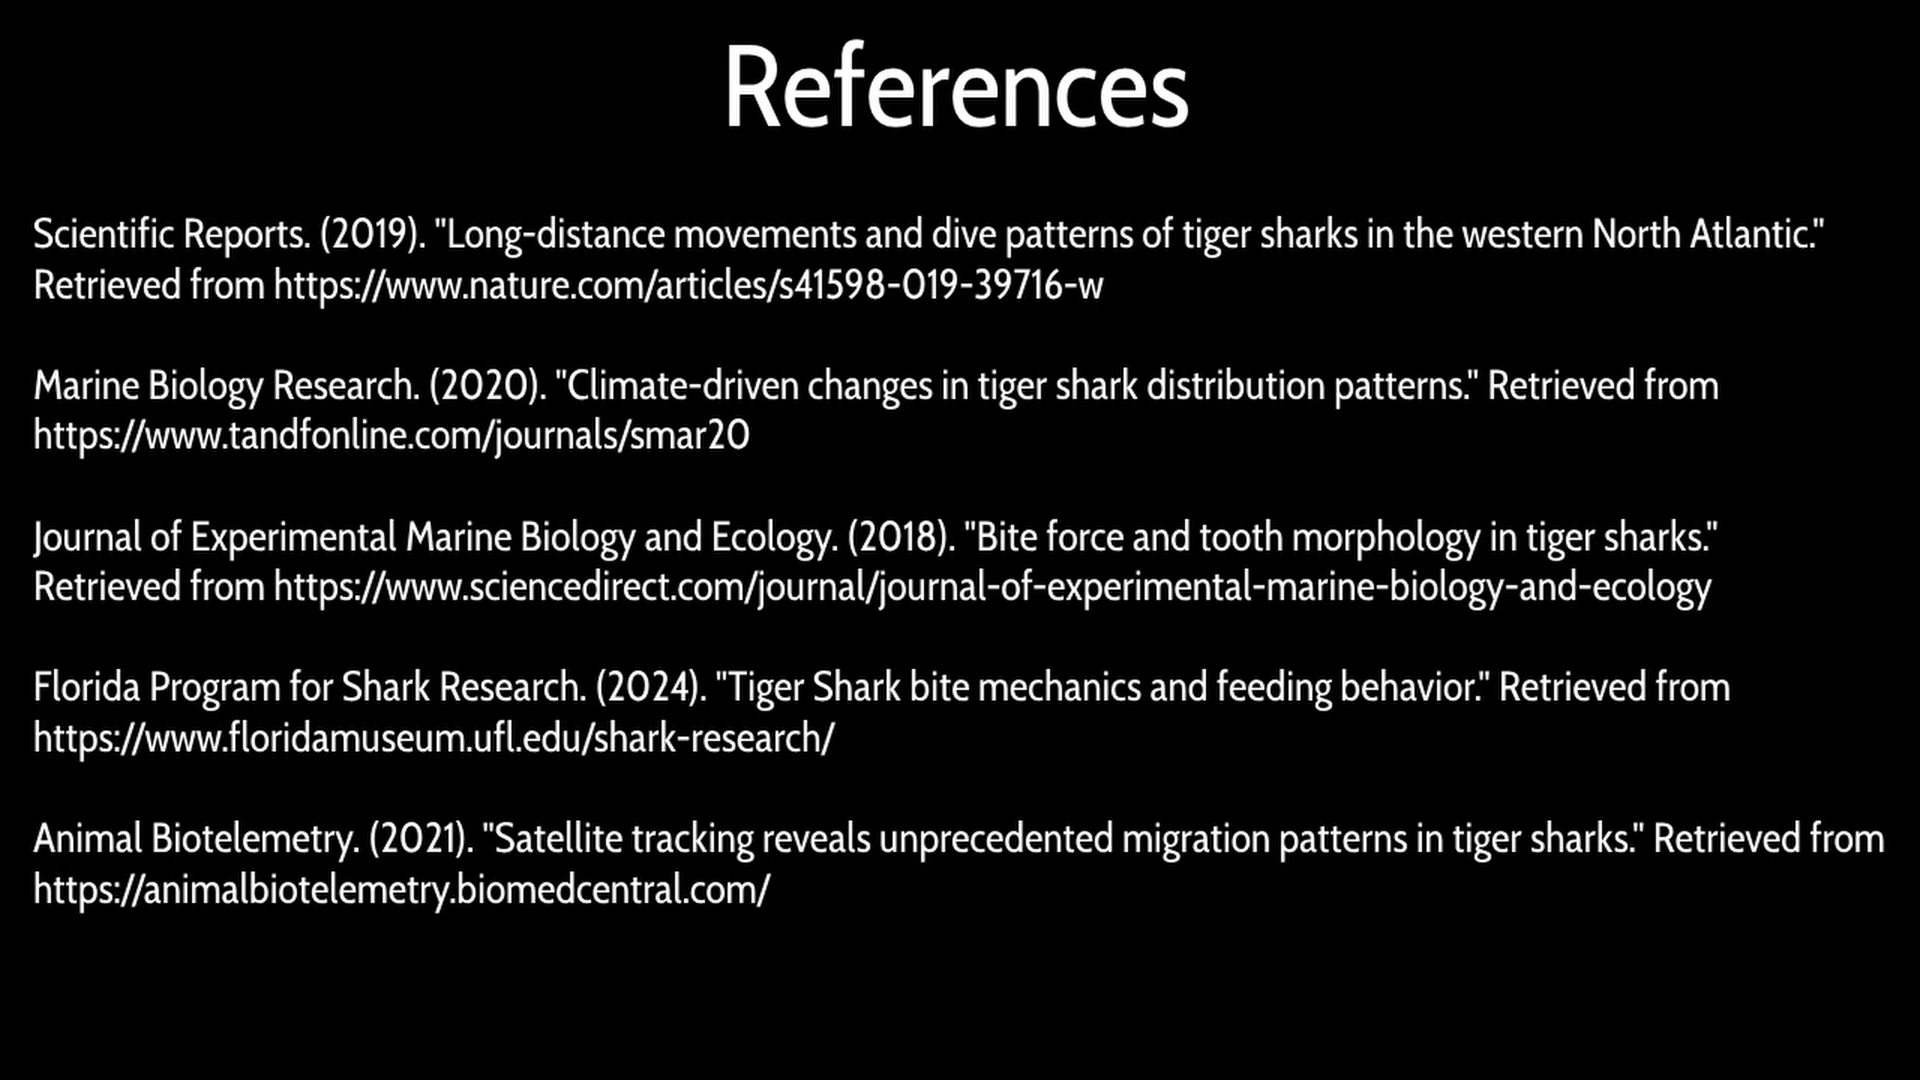 References
Scientific Reports. (2019). "Long-distance movements and dive patterns of tiger sharks in the western North Atlantic."
Retrieved from https://www.nature.com/articles/s41598-019-39716-w
Marine Biology Research. (2020). "Climate-driven changes in tiger shark distribution patterns." Retrieved from
https://www.tandfonline.com/journals/smar20
Journal of Experimental Marine Biology and Ecology. (2018). "Bite force and tooth morphology in tiger sharks."
Retrieved from https://www.sciencedirect.com/journal/journal-of-experimental-marine-biology-and-ecology
Florida Program for Shark Research. (2024). "Tiger Shark bite mechanics and feeding behavior." Retrieved from
https://www.floridamuseum.ufl.edu/shark-research/
Animal Biotelemetry. (2021). "Satellite tracking reveals unprecedented migration patterns in tiger sharks." Retrieved from
https://animalbiotelemetry.biomedcentral.com/